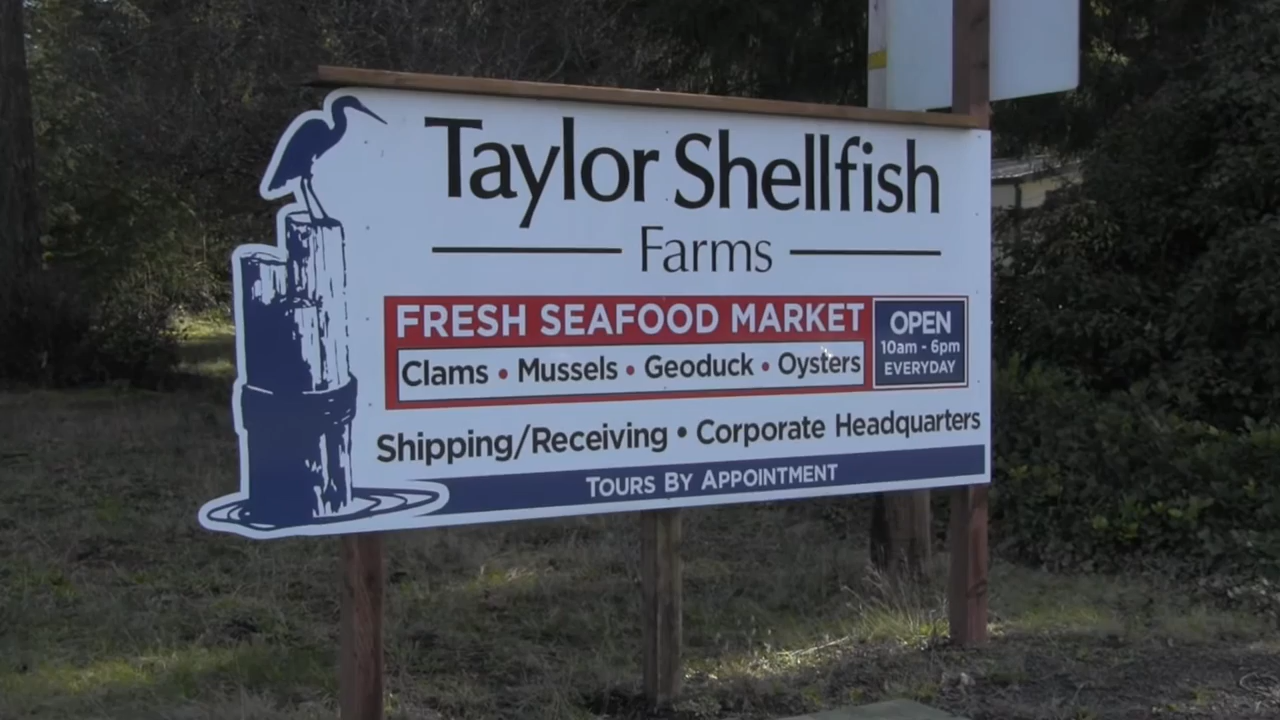 Taylor Shellfish
Farms
FRESH SEAFOOD MARKET
Clams • Mussels • Geoduck • Oysters
OPEN
10am - 6pm
EVERYDAY
Shipping/Receiving • Corporate Headquarters
TOURS BY APPOINTMENT